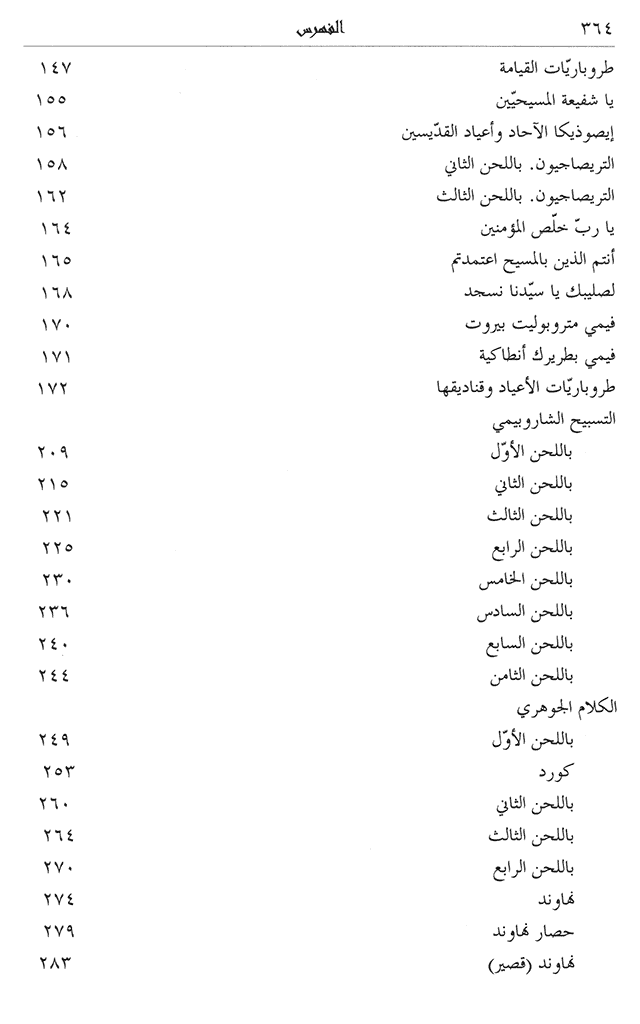 ٣٦٤ الفهرس
طروباريّات القيامة ١٤٧
يا شفيعة المسيحيّين ١٥٥
إيصوذيكا الآحاد وأعياد القدّيسين ١٥٦
التريصاجيون. باللحن الثاني ١٥٨
التريصاجيون. باللحن الثالث ١٦٢
يا ربّ خلّص المؤمنين ١٦٤
أنتم الذين بالمسيح اعتمدتم ١٦٥
لصليبك يا سيّدنا نسجد ١٦٨
فيمي متروبوليت بيروت ١٧٠
فيمي بطريرك أنطاكية ١٧١
طروباريّات الأعياد وقناديقها ١٧٢
التسبيح الشاروبيمي
باللحن الأوّل ٢٠٩
باللحن الثاني ٢١٥
باللحن الثالث ٢٢١
باللحن الرابع ٢٢٥
باللحن الخامس ٢٣٠
باللحن السادس ٢٣٦
باللحن السابع ٢٤٠
باللحن الثامن ٢٤٤
الكلام الجوهري
باللحن الأوّل ٢٤٩
كورد ٢٥٣
باللحن الثاني ٢٦٠
باللحن الثالث ٢٦٤
باللحن الرابع ٢٧٠
نهاوند ٢٧٤
حصار نهاوند ٢٧٩
نهاوند (قصير) ٢٨٣